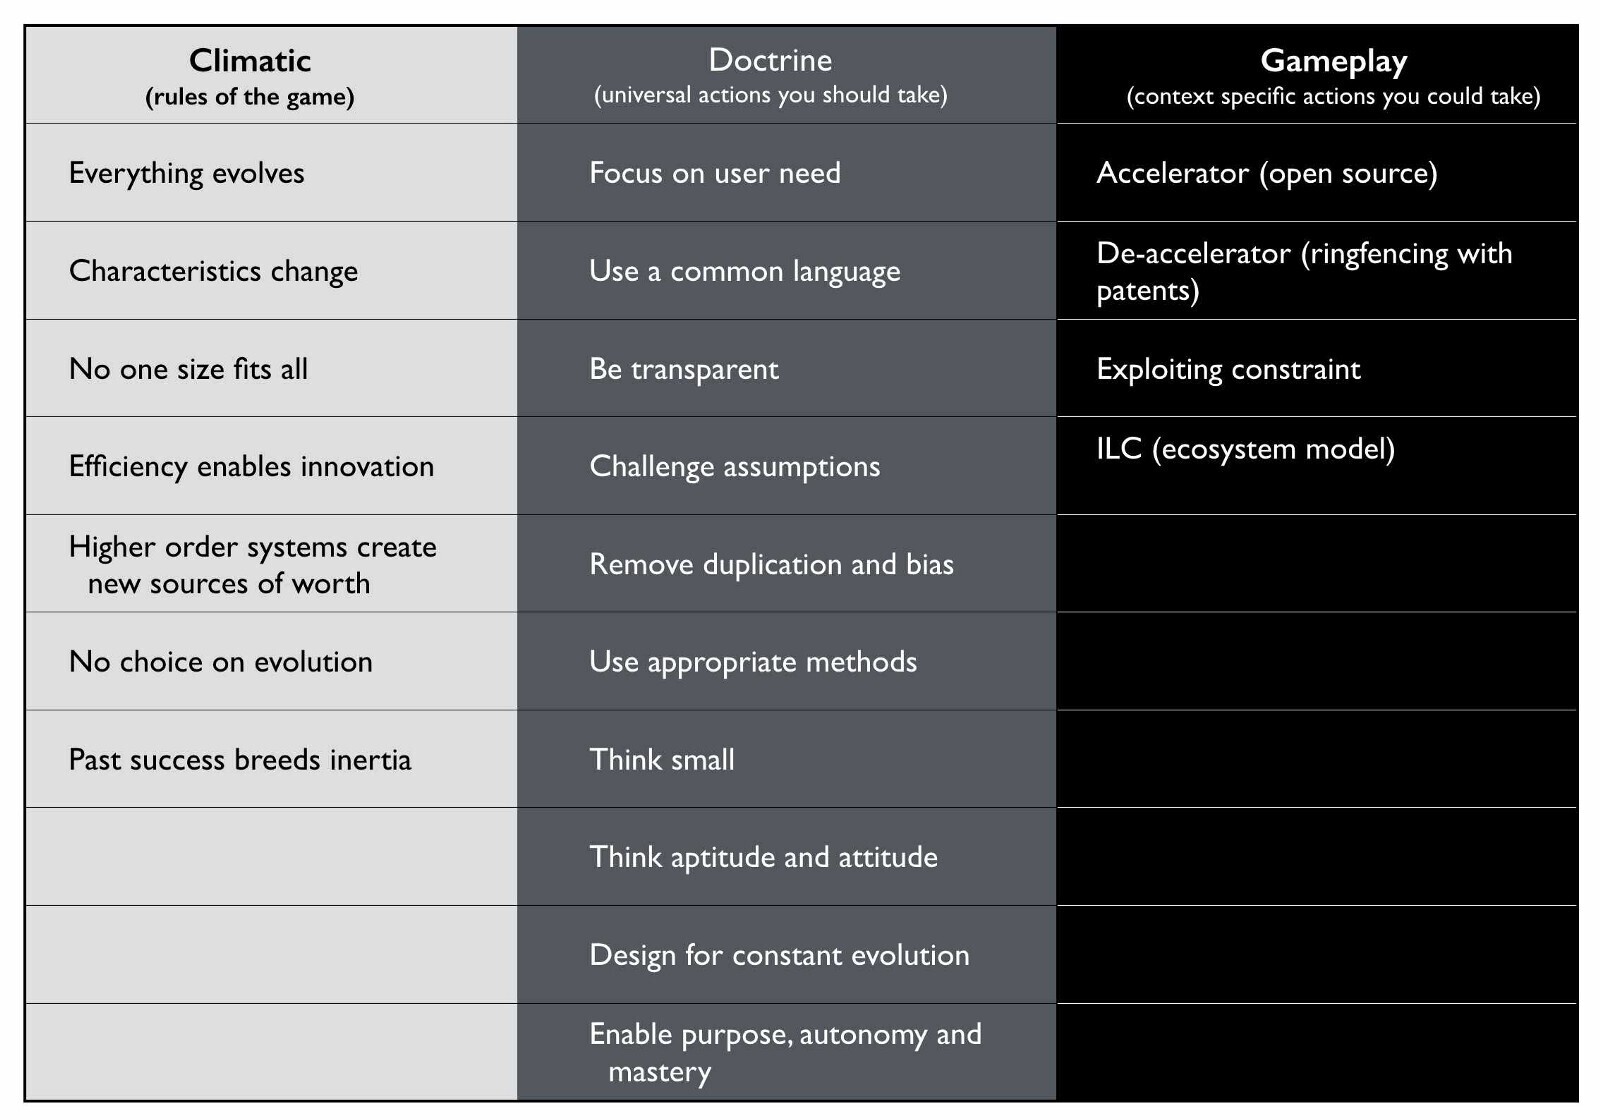 Climatic
(rules of the game)
Doctrine
(universal actions you should take)
Gameplay
(context specific actions you could take)
Everything evolves
Focus on user need
Accelerator (open source)
Characteristics change
Use a common language
De-accelerator (ringfencing with
patents)
No one size fits all
Be transparent
Exploiting constraint
Efficiency enables innovation
Challenge assumptions
ILC (ecosystem model)
Higher order systems create
new sources of worth
Remove duplication and bias
No choice on evolution
Use appropriate methods
Past success breeds inertia
Think small
Think aptitude and attitude
Design for constant evolution
Enable purpose, autonomy and
mastery